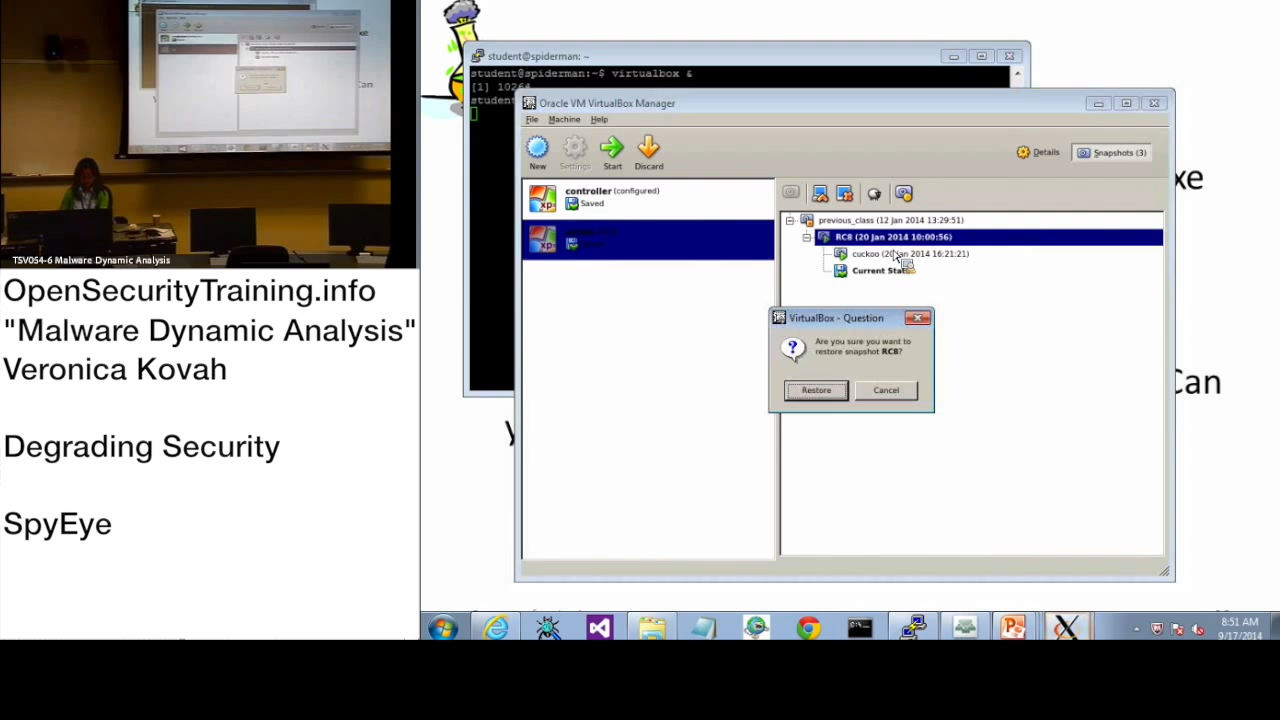 TSV054-6 Malware Dynamic Analysis
OpenSecurityTraining.info
"Malware Dynamic Analysis"
Veronica Kovah
Degrading Security
SpyEye
student@spiderman: ~
student@spiderman:~$ virtualbox &
[1] 10264
student
Oracle VM VirtualBox Manager
File Machine Help
New Settings Start Discard
Details Snapshots (3)
controller (configured)
Saved
previous_class (12 Jan 2014 13:29:51)
RC8 (20 Jan 2014 10:00:56)
cuckoo (20 Jan 2014 16:21:21)
Current Stat
VirtualBox - Question
Are you sure you want to
restore snapshot RC8?
Restore Cancel
xe
Can
y
8:51 AM
9/17/2014